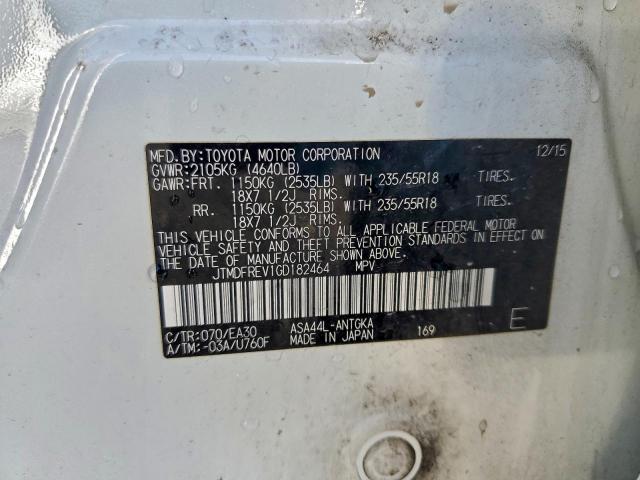 MFD.BY:TOYOTA MOTOR CORPORATION 12/15
GVWR:2105KG (4640LB)
GAWR:FRT. 1150KG (2535LB) WITH 235/55R18 TIRES.
18X7 1/2J RIMS.
RR. 1150KG (2535LB) WITH 235/55R18 TIRES.
18X7 1/2J RIMS.
THIS VEHICLE CONFORMS TO ALL APPLICABLE FEDERAL MOTOR
VEHICLE SAFETY AND THEFT PREVENTION STANDARDS IN EFFECT ON
THE DATE OF MANUFACTURE SHOWN ABOVE.
JTMDFREV1GD182464 MPV
C/TR:070/EA30 ASA44L-ANTGKA
A/TM:-03A/U760F MADE IN JAPAN 169 E